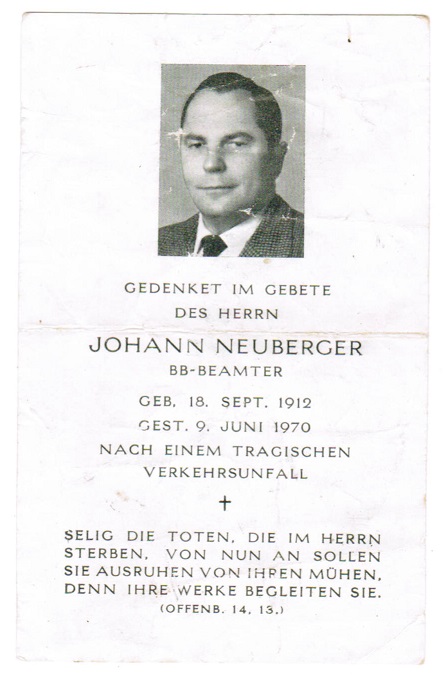 GEDENKET IM GEBETE
DES HERRN
JOHANN NEUBERGER
BB-BEAMTER
GEB. 18. SEPT. 1912
GEST. 9. JUNI 1970
NACH EINEM TRAGISCHEN
VERKEHRSUNFALL
✝
SELIG DIE TOTEN, DIE IM HERRN
STERBEN, VON NUN AN SOLLEN
SIE AUSRUHEN VON IHREN MÜHEN,
DENN IHRE WERKE BEGLEITEN SIE.
(OFFENB. 14, 13.)